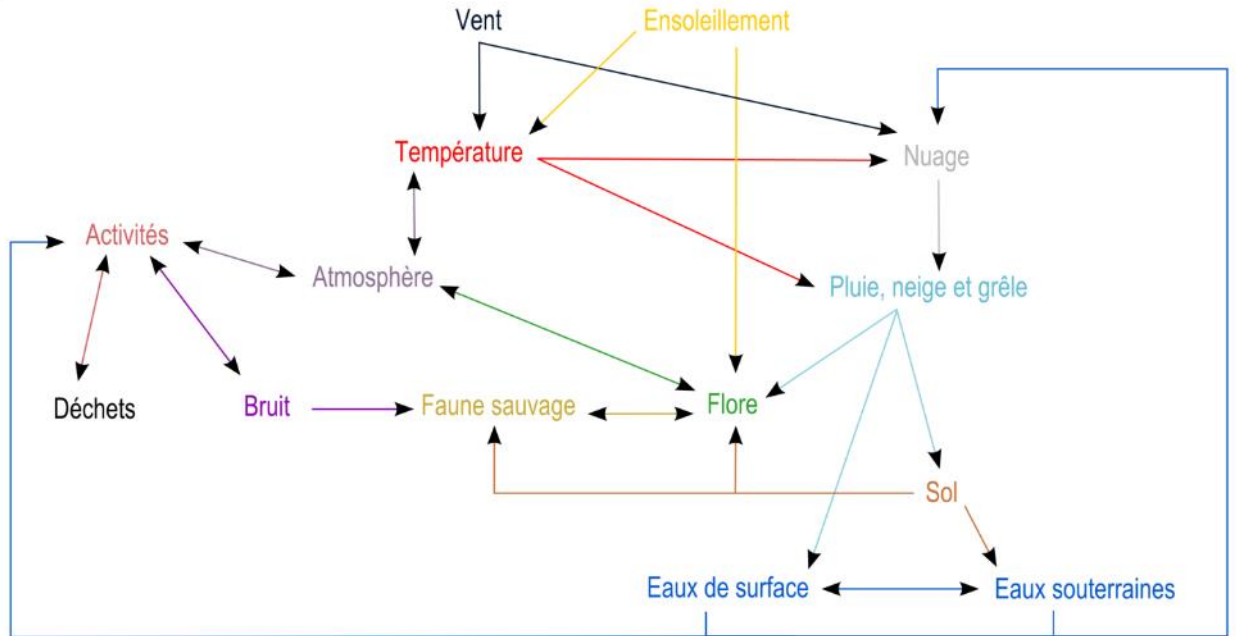 Vent
Ensoleillement
Température
Nuage
Activités
Atmosphère
Pluie, neige et grêle
Déchets
Bruit
Faune sauvage
Flore
Sol
Eaux de surface
Eaux souterraines